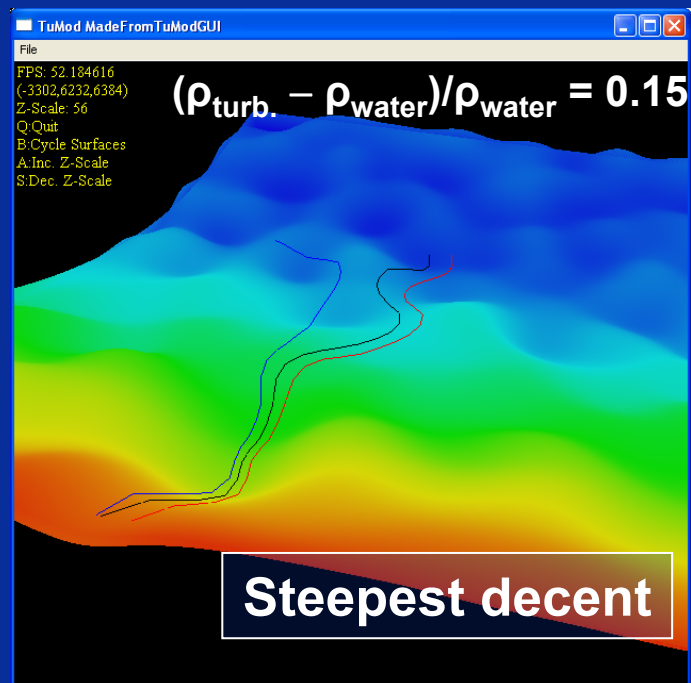 TuMod MadeFromTuModGUI
File
FPS: 52.184616
(-3302,6232,6384)
Z-Scale: 56
Q:Quit
B:Cycle Surfaces
A:Inc. Z-Scale
S:Dec. Z-Scale
(ρturb. – ρwater)/ρwater = 0.15
Steepest decent